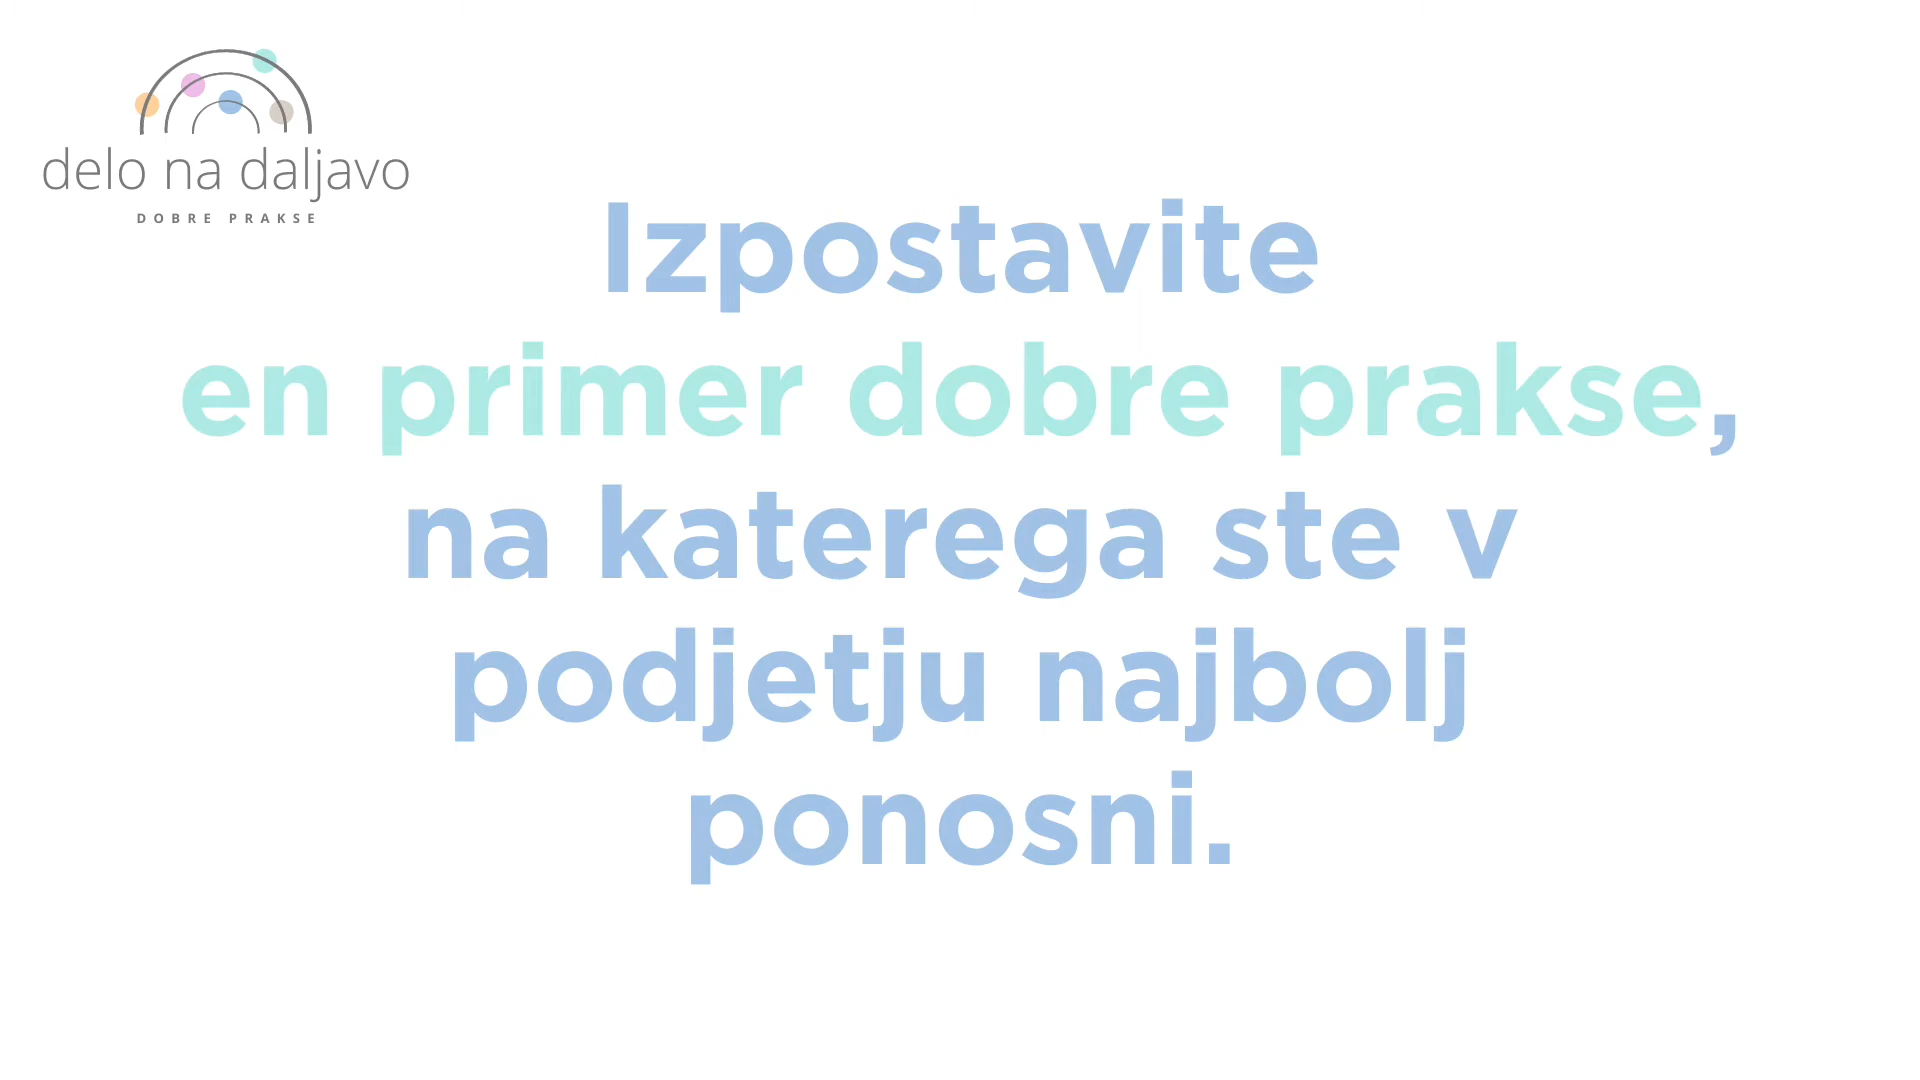 delo na daljavo
DOBRE PRAKSE
Izpostavite
en primer dobre prakse,
na katerega ste v
podjetju najbolj
ponosni.